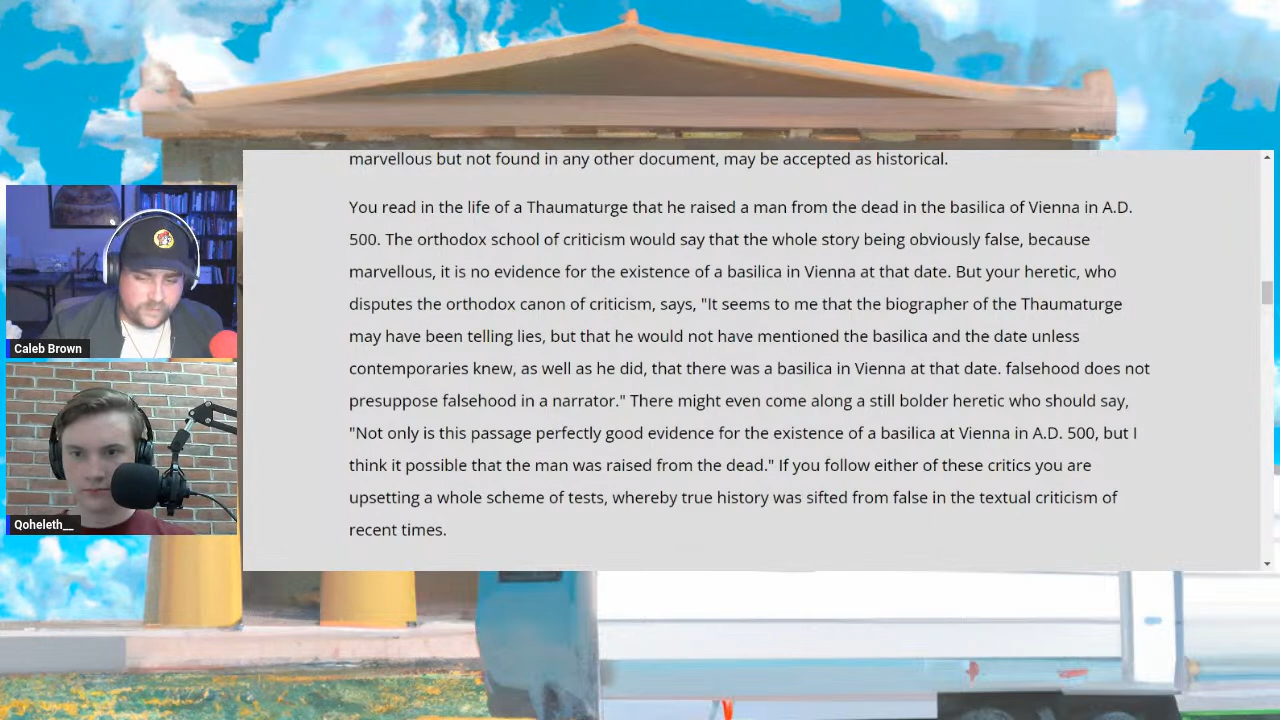 marvellous but not found in any other document, may be accepted as historical.
You read in the life of a Thaumaturge that he raised a man from the dead in the basilica of Vienna in A.D.
500. The orthodox school of criticism would say that the whole story being obviously false, because
marvellous, it is no evidence for the existence of a basilica in Vienna at that date. But your heretic, who
disputes the orthodox canon of criticism, says, "It seems to me that the biographer of the Thaumaturge
may have been telling lies, but that he would not have mentioned the basilica and the date unless
contemporaries knew, as well as he did, that there was a basilica in Vienna at that date. falsehood does not
presuppose falsehood in a narrator." There might even come along a still bolder heretic who should say,
"Not only is this passage perfectly good evidence for the existence of a basilica at Vienna in A.D. 500, but I
think it possible that the man was raised from the dead." If you follow either of these critics you are
upsetting a whole scheme of tests, whereby true history was sifted from false in the textual criticism of
recent times.
Caleb Brown
Qoheleth__